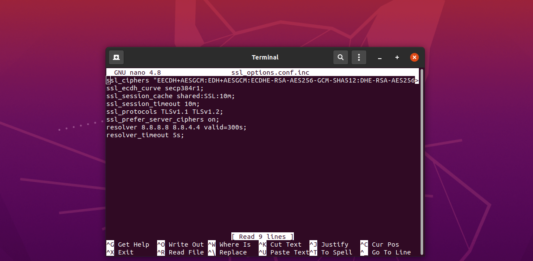 Terminal
GNU nano 4.8 ssl_options.conf.inc
ssl_ciphers "EECDH+AESGCM:EDH+AESGCM:ECDHE-RSA-AES256-GCM-SHA512:DHE-RSA-AES256>
ssl_ecdh_curve secp384r1;
ssl_session_cache shared:SSL:10m;
ssl_session_timeout 10m;
ssl_protocols TLSv1.1 TLSv1.2;
ssl_prefer_server_ciphers on;
resolver 8.8.8.8 8.8.4.4 valid=300s;
resolver_timeout 5s;
[ Read 9 lines ]
^G Get Help ^O Write Out ^W Where Is ^K Cut Text ^J Justify ^C Cur Pos
^X Exit ^R Read File ^\ Replace ^U Paste Text ^T To Spell ^_ Go To Line